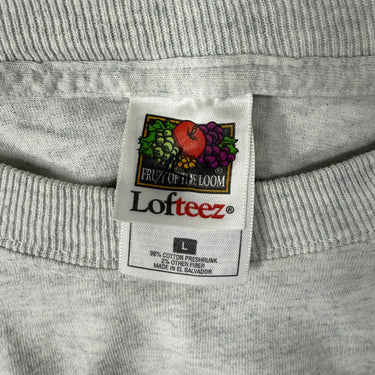 FRUIT OF THE LOOM
®
Lofteez®
L
98% COTTON PRESHRUNK
2% OTHER FIBER
MADE IN EL SALVADOR